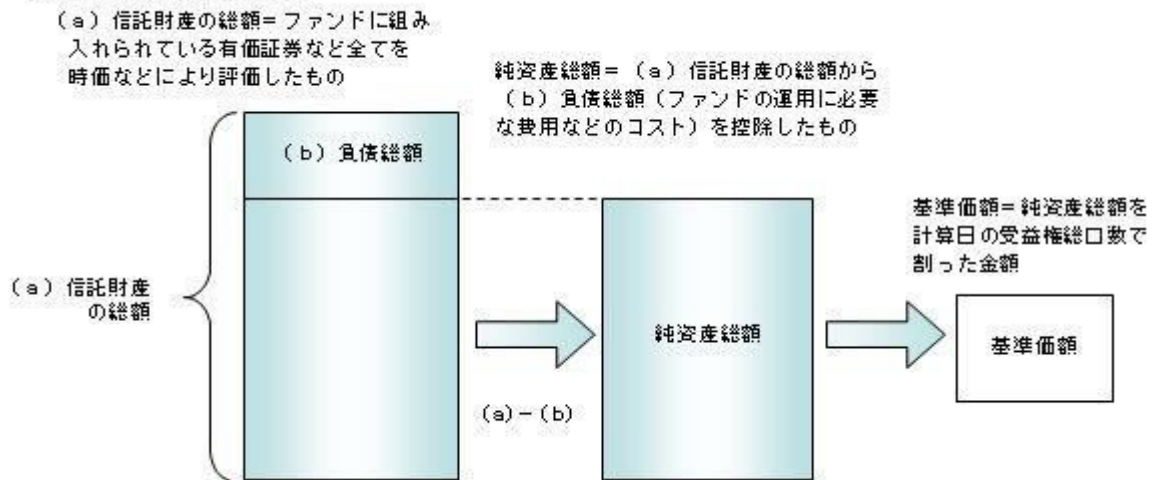 (a)信託財産の総額=ファンドに組み
入れられている有価証券など全てを
時価などにより評価したもの
純資産総額=(a)信託財産の総額から
(b)負債総額(ファンドの運用に必要
な費用などのコスト)を控除したもの
(b)負債総額
基準価額=純資産総額を
計算日の受益権総口数で
割った金額
(a)信託財産
の総額
純資産総額
基準価額
(a)-(b)